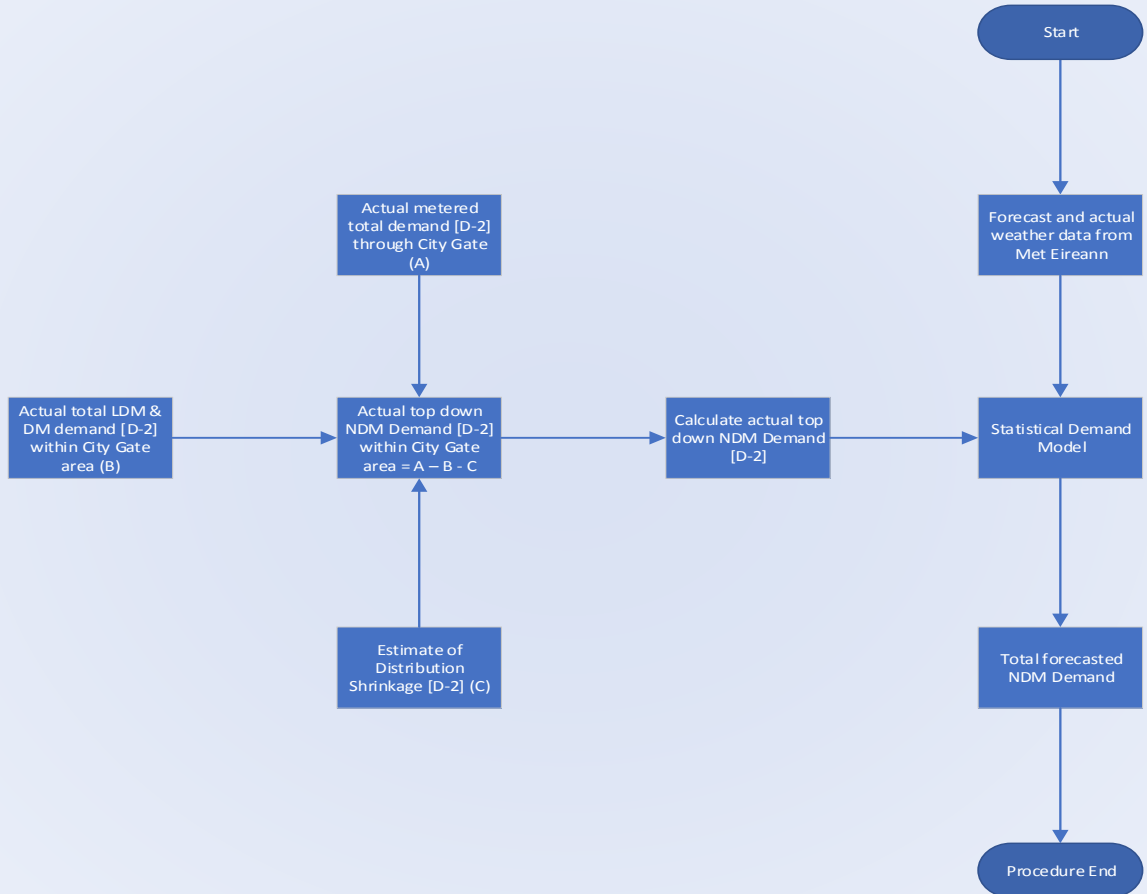 Start
Actual metered
total demand [D-2]
through City Gate
(A)
Forecast and actual
weather data from
Met Eireann
Actual total LDM &
DM demand [D-2]
within City Gate
area (B)
Actual top down
NDM Demand [D-2]
within City Gate
area = A – B - C
Calculate actual top
down NDM Demand
[D-2]
Statistical Demand
Model
Estimate of
Distribution
Shrinkage [D-2] (C)
Total forecasted
NDM Demand
Procedure End